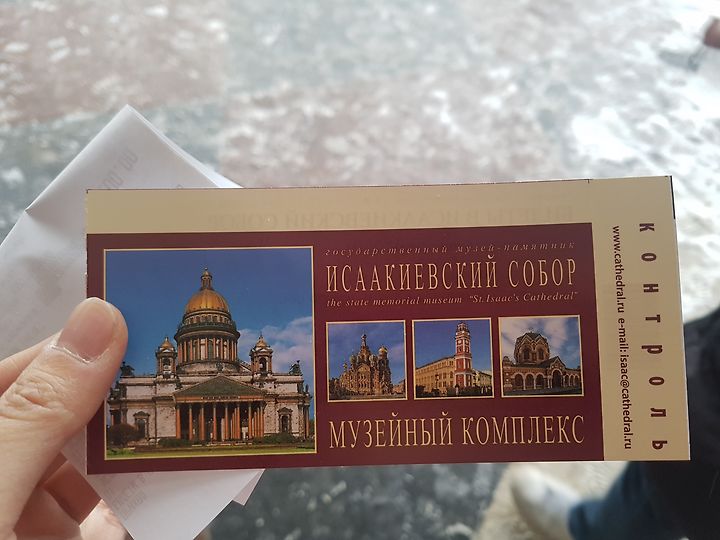 государственный музей-памятник
ИСААКИЕВСКИЙ СОБОР
the state memorial museum "St. Isaac's Cathedral"
МУЗЕЙНЫЙ КОМПЛЕКС
контроль
www.cathedral.ru e-mail: isaac@cathedral.ru